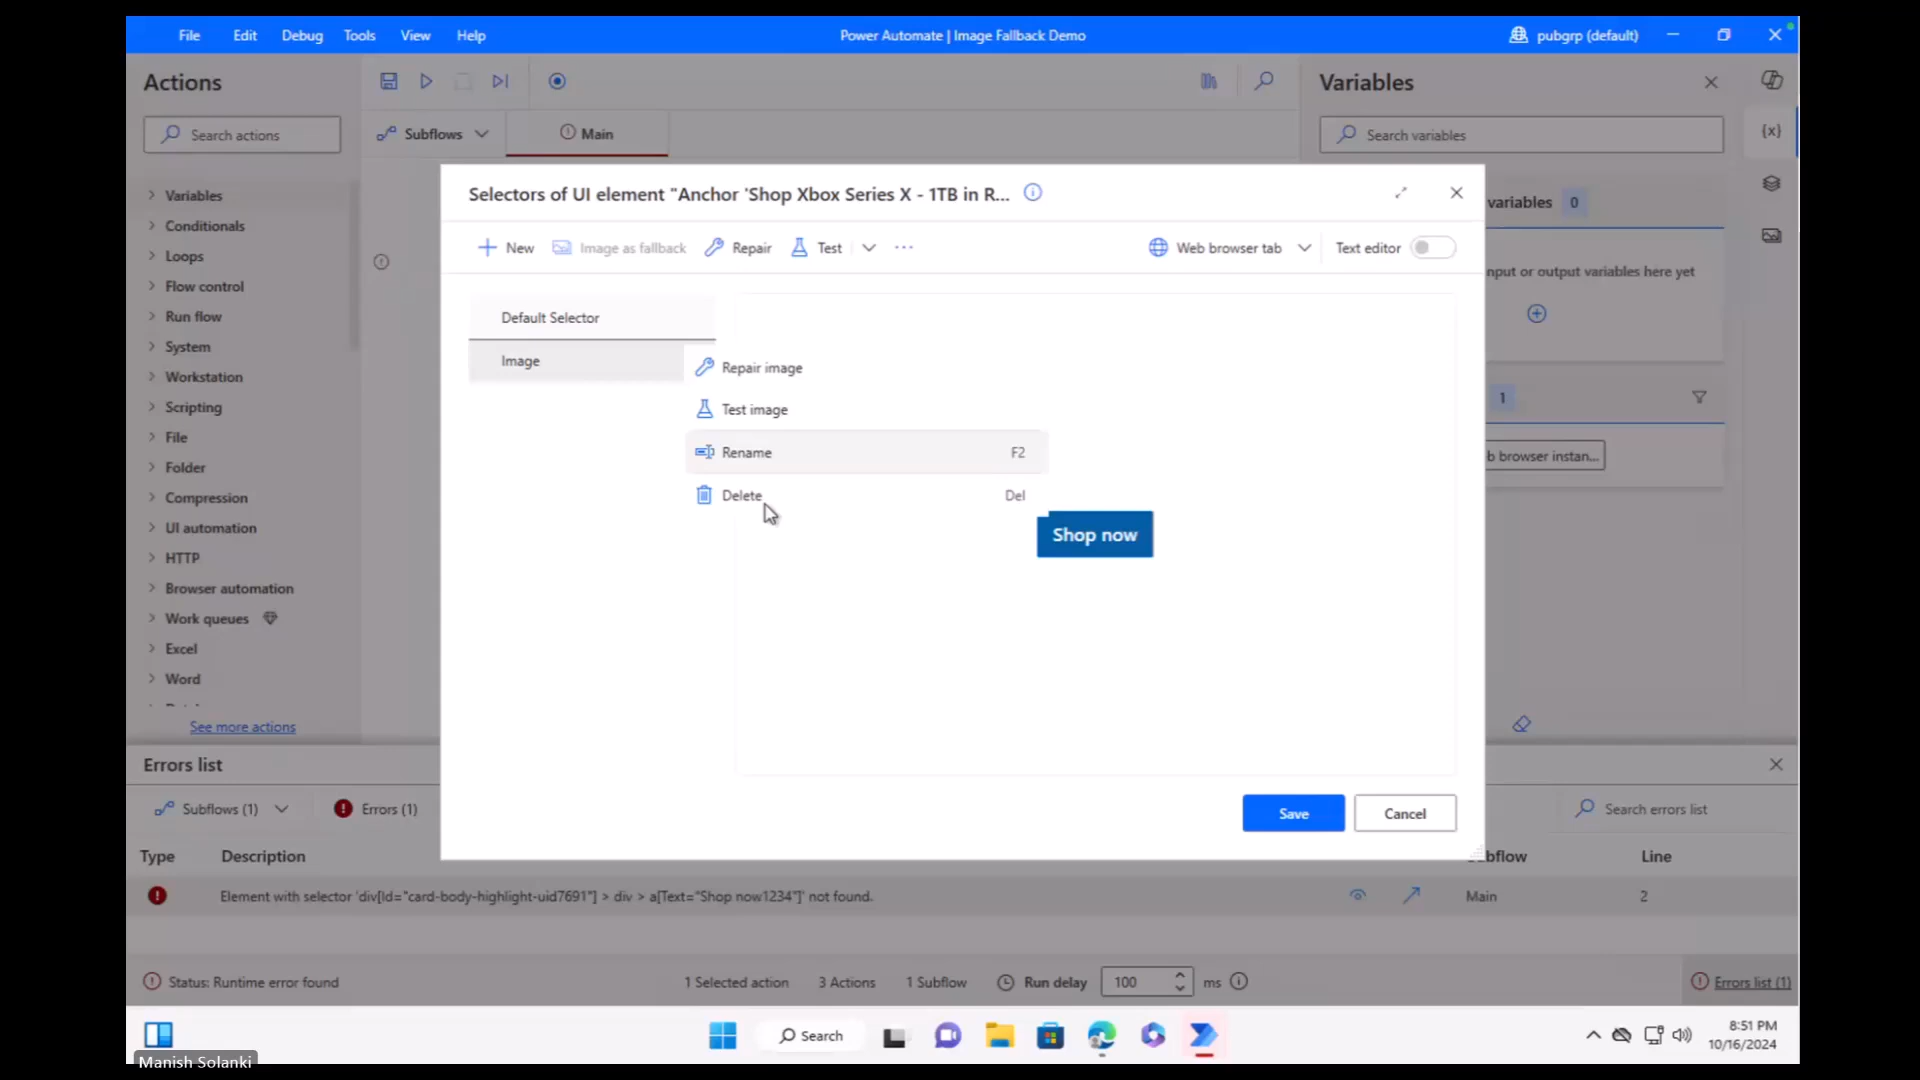 File Edit Debug Tools View Help
Power Automate | Image Fallback Demo
pubgrp (default)
Actions
Search actions
Variables
Conditionals
Loops
Flow control
Run flow
System
Workstation
Scripting
File
Folder
Compression
UI automation
HTTP
Browser automation
Work queues
Excel
Word
See more actions
Subflows
Main
Variables
Search variables
{x}
variables 0
nput or output variables here yet
1
b browser instan...
Selectors of UI element "Anchor 'Shop Xbox Series X - 1TB in R...
New
Image as fallback
Repair
Test
Web browser tab
Text editor
Default Selector
Image
Repair image
Test image
Rename F2
Delete Del
Shop now
Save
Cancel
Errors list
Subflows (1)
Errors (1)
Search errors list
Type Description bflow Line
Element with selector 'div[Id="card-body-highlight-uid7691"] > div > a[Text="Shop now1234"]' not found. Main 2
Status: Runtime error found
1 Selected action
3 Actions
1 Subflow
Run delay
100
ms
Errors list (1)
Search
8:51 PM
10/16/2024
Manish Solanki